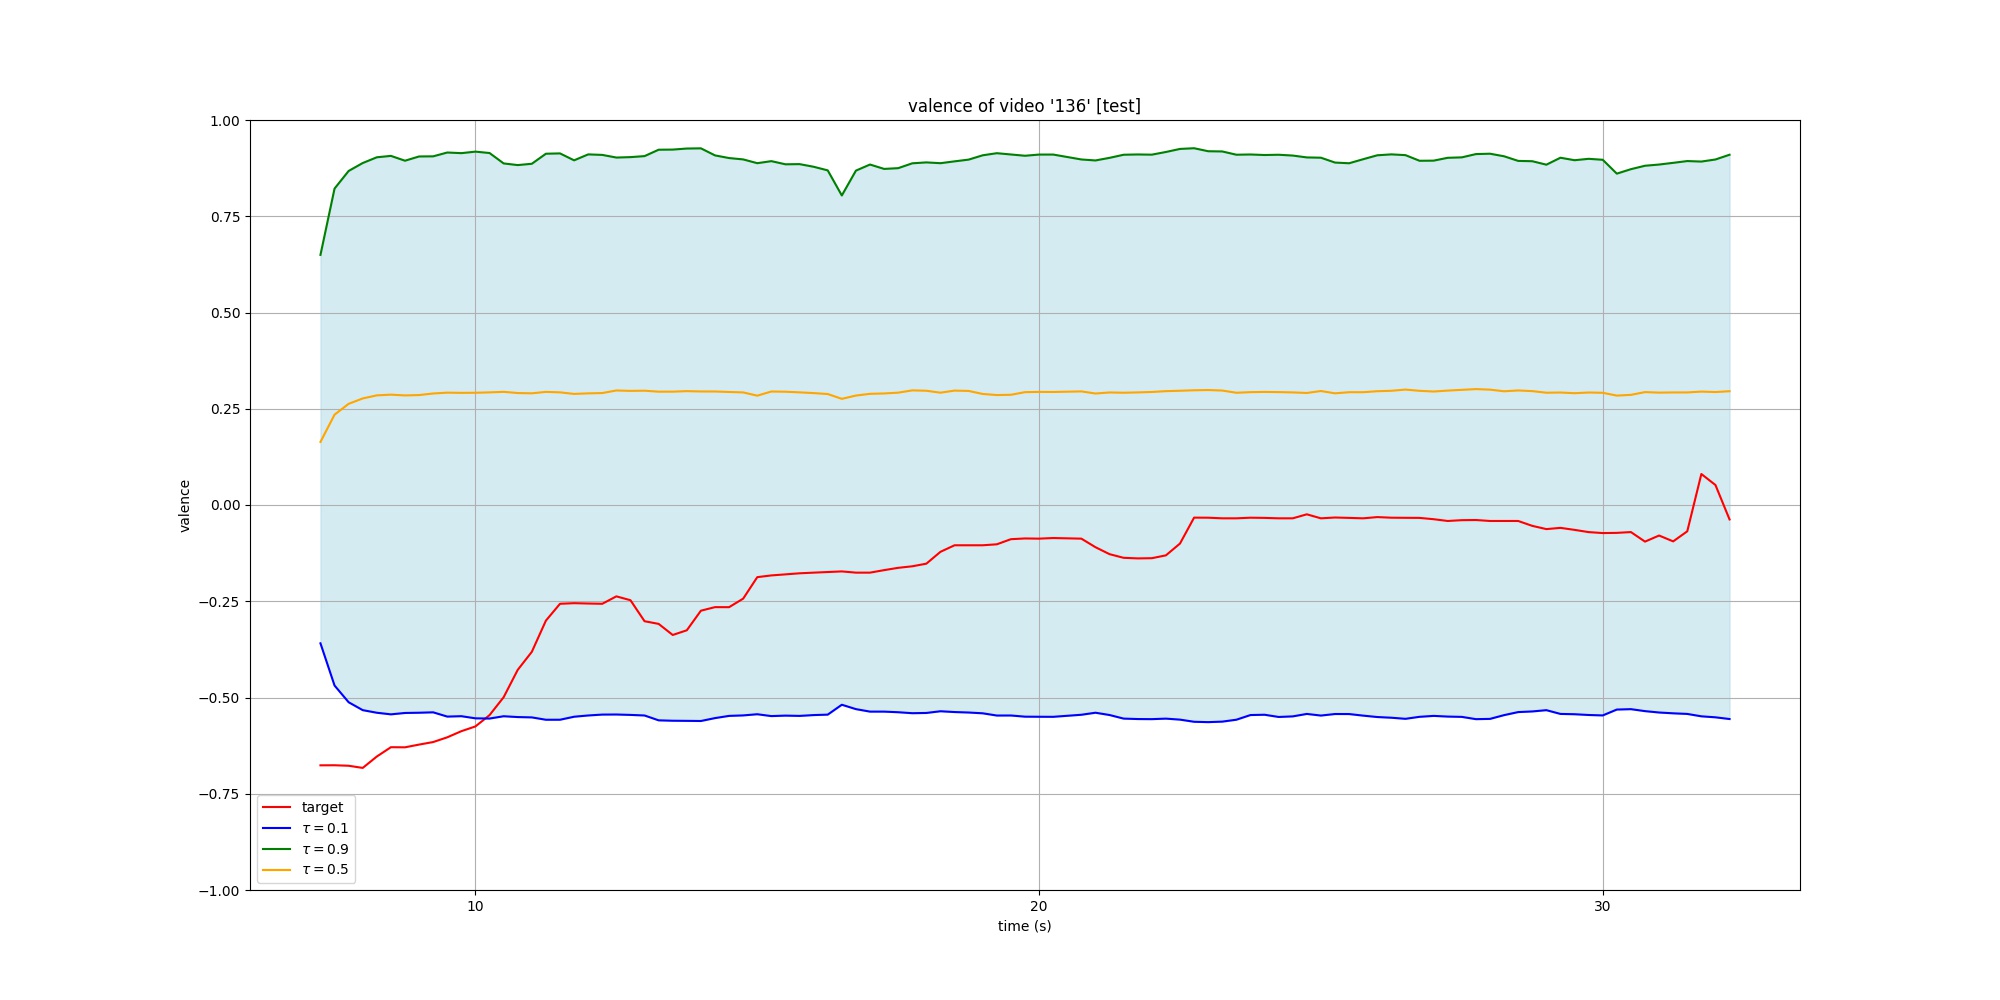 valence of video '136' [test]
1.00
0.75
0.50
0.25
0.00
−0.25
−0.50
−0.75
−1.00
valence
target
τ = 0.1
τ = 0.9
τ = 0.5
10
20
30
time (s)